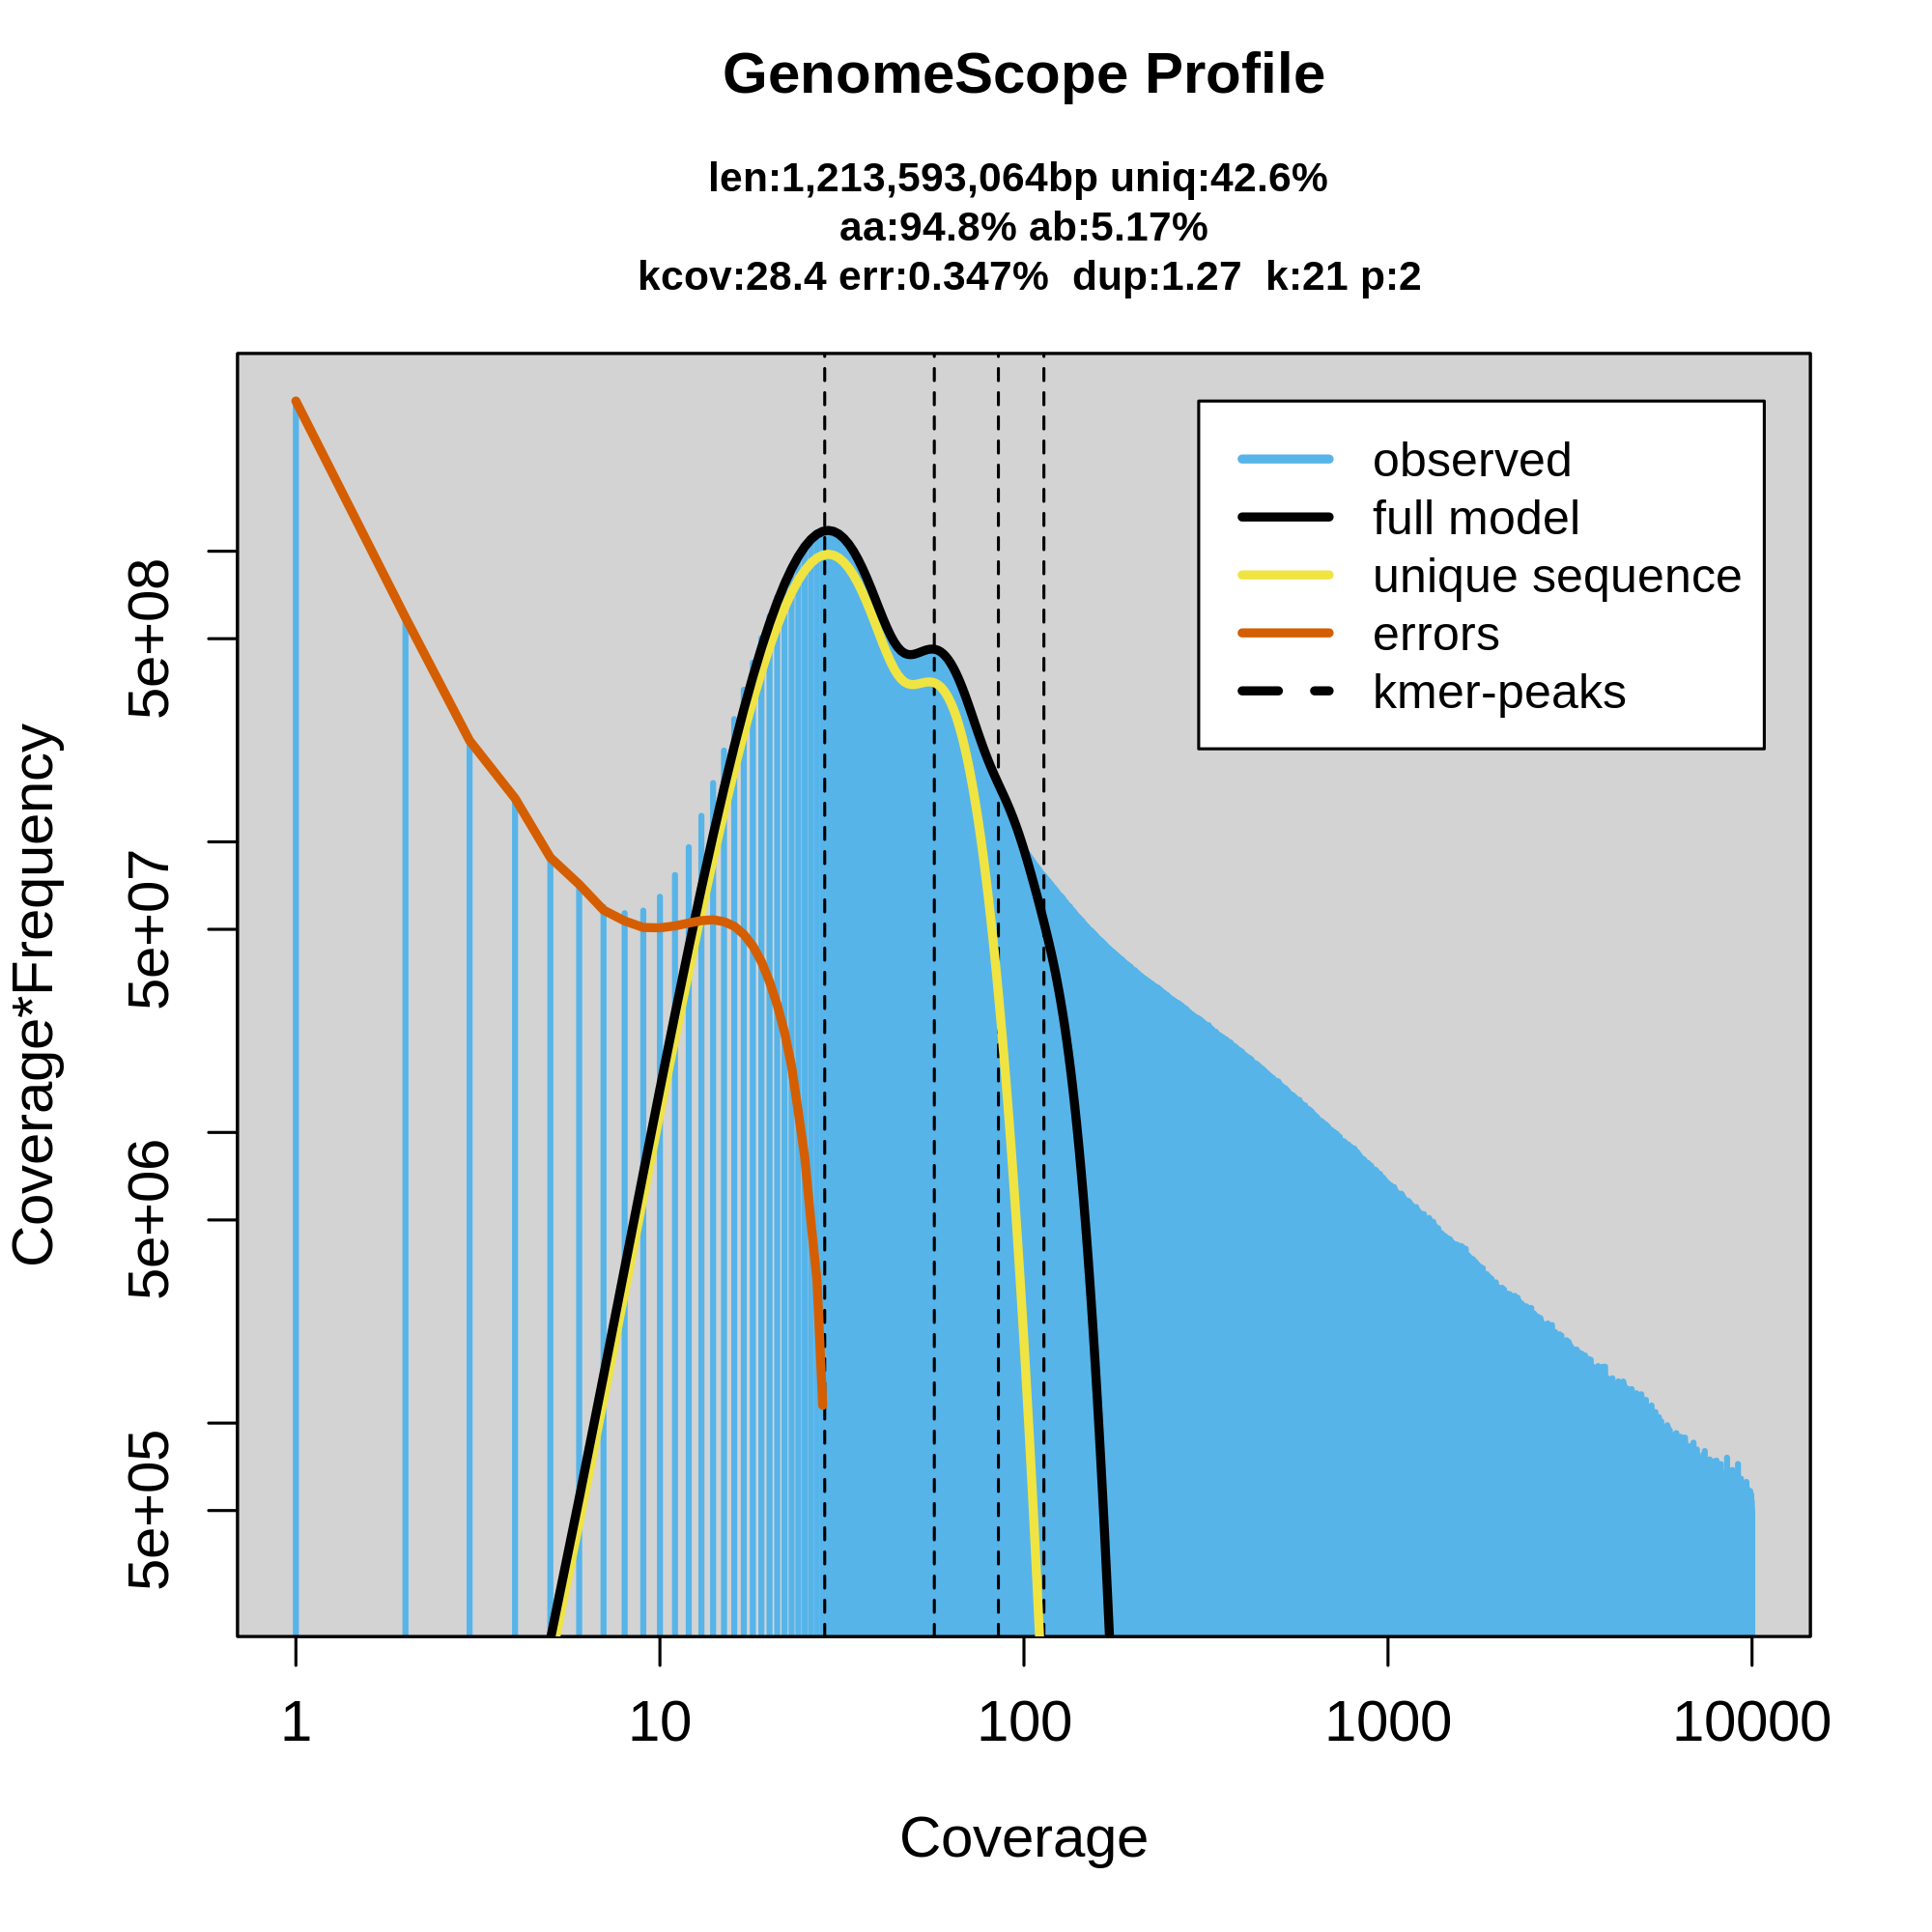 GenomeScope Profile
len:1,213,593,064bp uniq:42.6%
aa:94.8% ab:5.17%
kcov:28.4 err:0.347%  dup:1.27  k:21 p:2
observed
full model
unique sequence
errors
kmer-peaks
Coverage*Frequency
5e+08
5e+07
5e+06
5e+05
1
10
100
1000
10000
Coverage